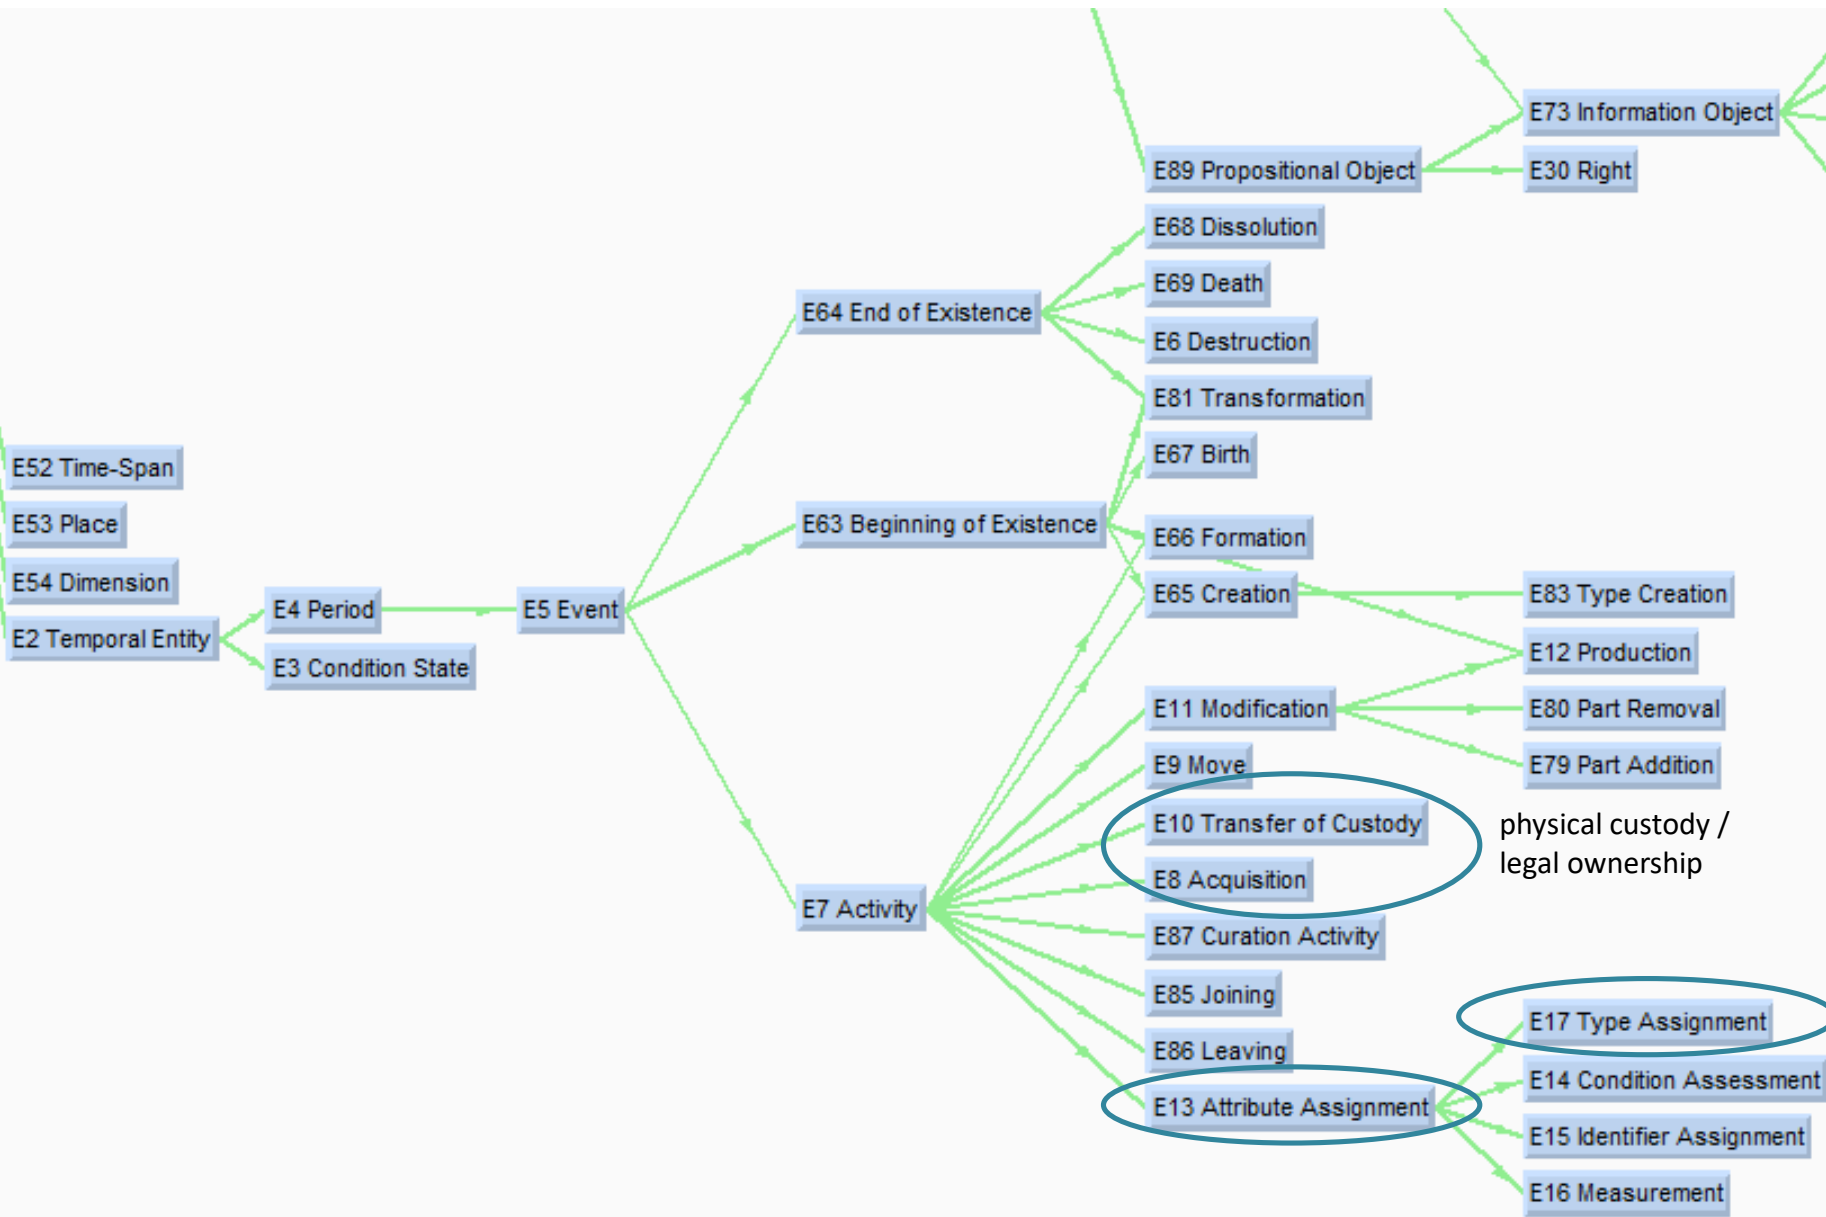 E73 Information Object
E89 Propositional Object
E30 Right
E68 Dissolution
E69 Death
E64 End of Existence
E6 Destruction
E81 Transformation
E67 Birth
E52 Time-Span
E53 Place
E63 Beginning of Existence
E66 Formation
E54 Dimension
E4 Period
E5 Event
E65 Creation
E83 Type Creation
E2 Temporal Entity
E3 Condition State
E12 Production
E11 Modification
E80 Part Removal
E9 Move
E79 Part Addition
E10 Transfer of Custody
physical custody /
legal ownership
E8 Acquisition
E7 Activity
E87 Curation Activity
E85 Joining
E17 Type Assignment
E86 Leaving
E14 Condition Assessment
E13 Attribute Assignment
E15 Identifier Assignment
E16 Measurement